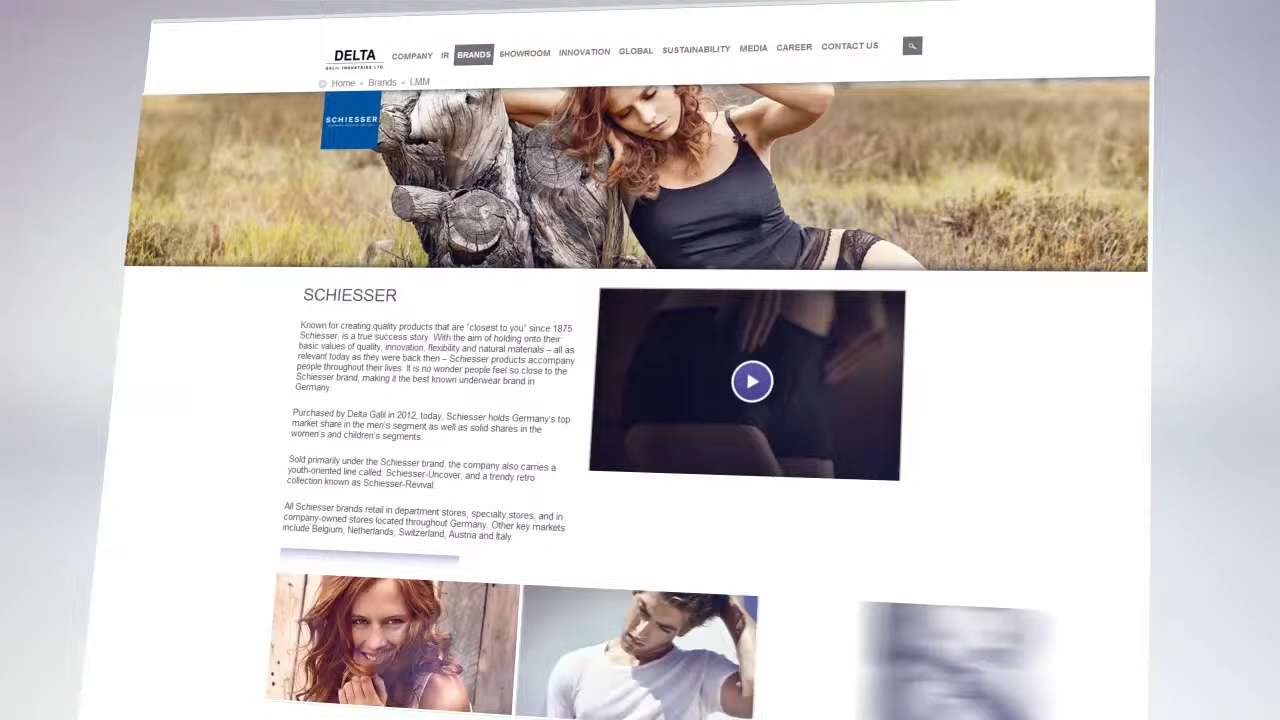 DELTA
GALIL INDUSTRIES LTD.
COMPANY IR BRANDS SHOWROOM INNOVATION GLOBAL SUSTAINABILITY MEDIA CAREER CONTACT US
Home » Brands » LMM
SCHIESSER
SCHIESSER
Known for creating quality products that are "closest to you" since 1875
Schiesser, is a true success story. With the aim of holding onto their
basic values of quality, innovation, flexibility and natural materials – all as
relevant today as they were back then – Schiesser products accompany
people throughout their lives. It is no wonder people feel so close to the
Schiesser brand, making it the best known underwear brand in
Germany.
Purchased by Delta Galil in 2012, today, Schiesser holds Germany's top
market share in the men's segment as well as solid shares in the
women's and children's segments.
Sold primarily under the Schiesser brand, the company also carries a
youth-oriented line called: Schiesser-Uncover, and a trendy retro
collection known as Schiesser-Revival
All Schiesser brands retail in department stores, specialty stores, and in
company-owned stores located throughout Germany. Other key markets
include Belgium, Netherlands, Switzerland, Austria and Italy.